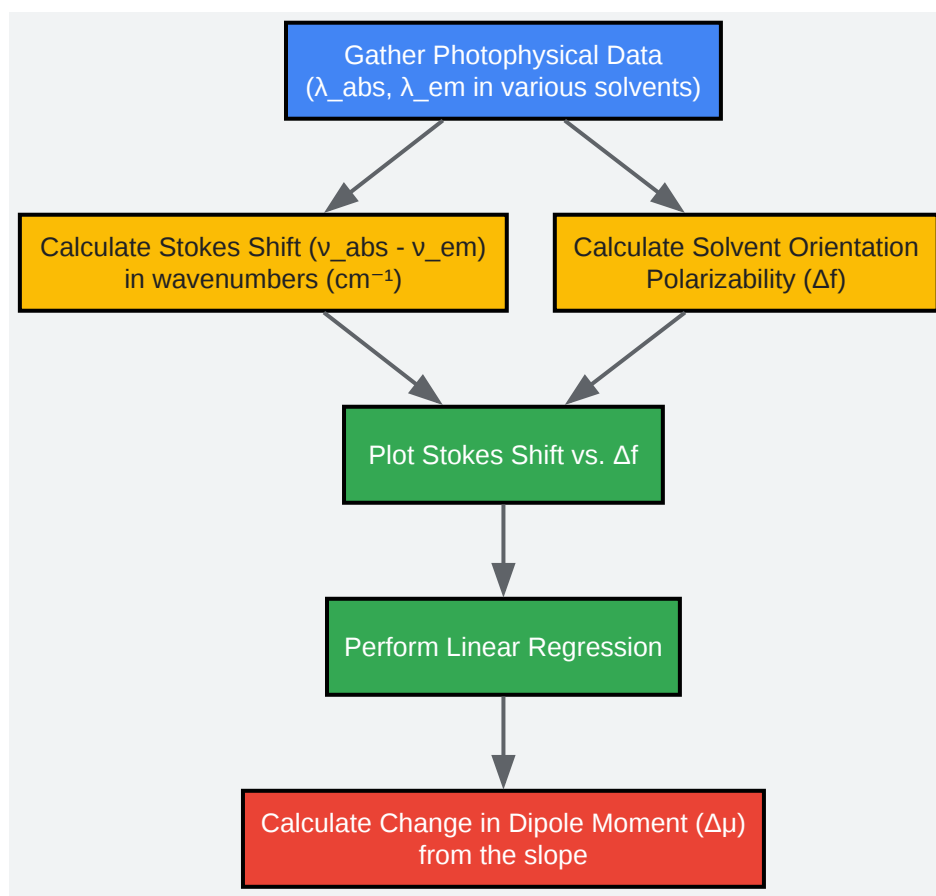 Gather Photophysical Data
(λ_abs, λ_em in various solvents)
Calculate Stokes Shift (ν_abs - ν_em)
in wavenumbers (cm⁻¹)
Calculate Solvent Orientation
Polarizability (Δf)
Plot Stokes Shift vs. Δf
Perform Linear Regression
Calculate Change in Dipole Moment (Δμ)
from the slope